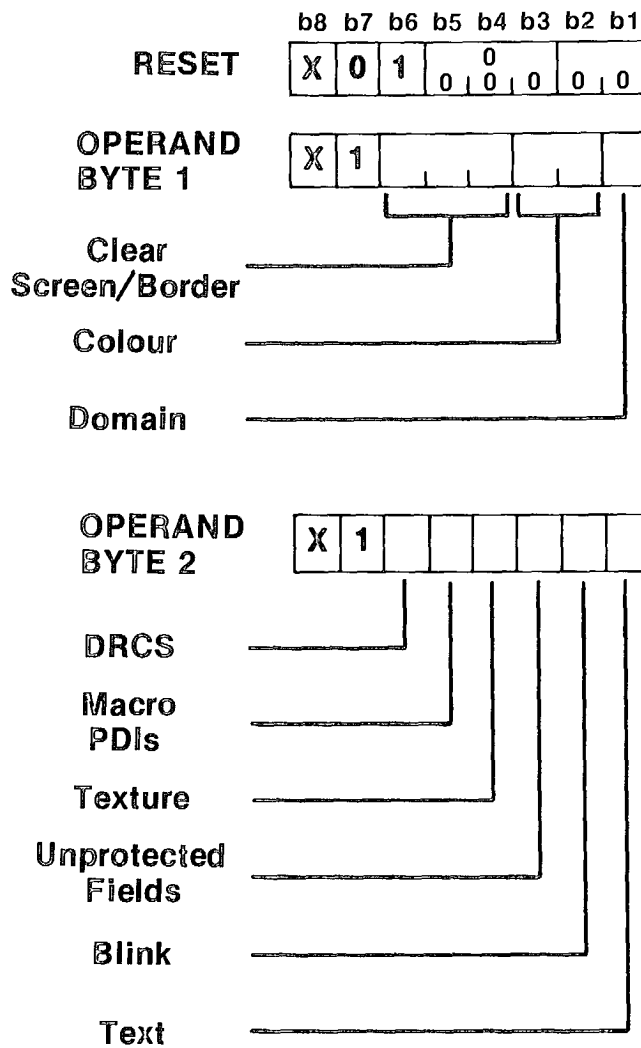 b8 b7 b6 b5 b4 b3 b2 b1
RESET X 0 1 0
0 0 0 0 0
OPERAND
BYTE 1
X 1
Clear
Screen/Border
Colour
Domain
OPERAND
BYTE 2
X 1
DRCS
Macro
PDIs
Texture
Unprotected
Fields
Blink
Text